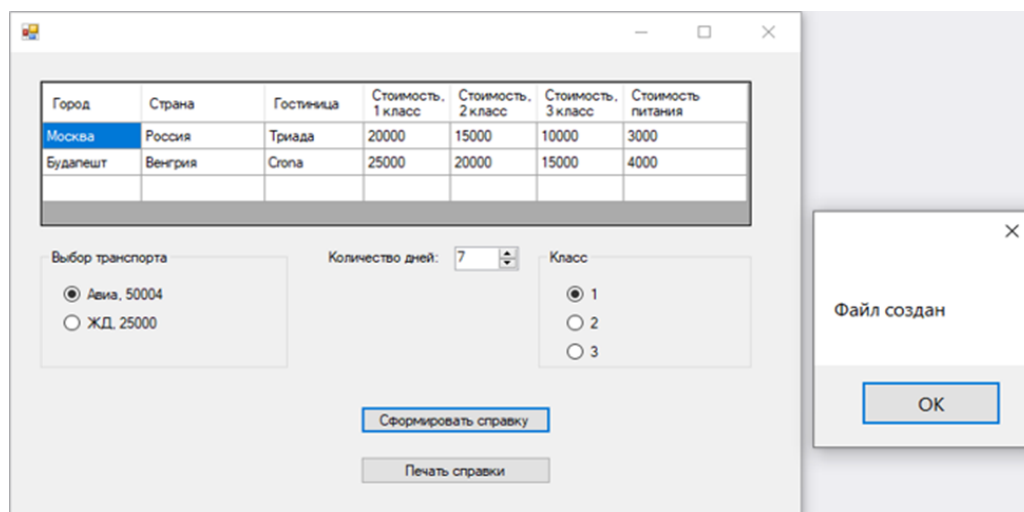 Город Страна Гостиница Стоимость, 1 класс Стоимость, 2 класс Стоимость, 3 класс Стоимость питания
Москва Россия Триада 20000 15000 10000 3000
Будапешт Венгрия Crona 25000 20000 15000 4000
Выбор транспорта Количество дней: 7 Класс
Авиа, 50004 1
ЖД, 25000 2
3
Сформировать справку
Печать справки
Файл создан
OK